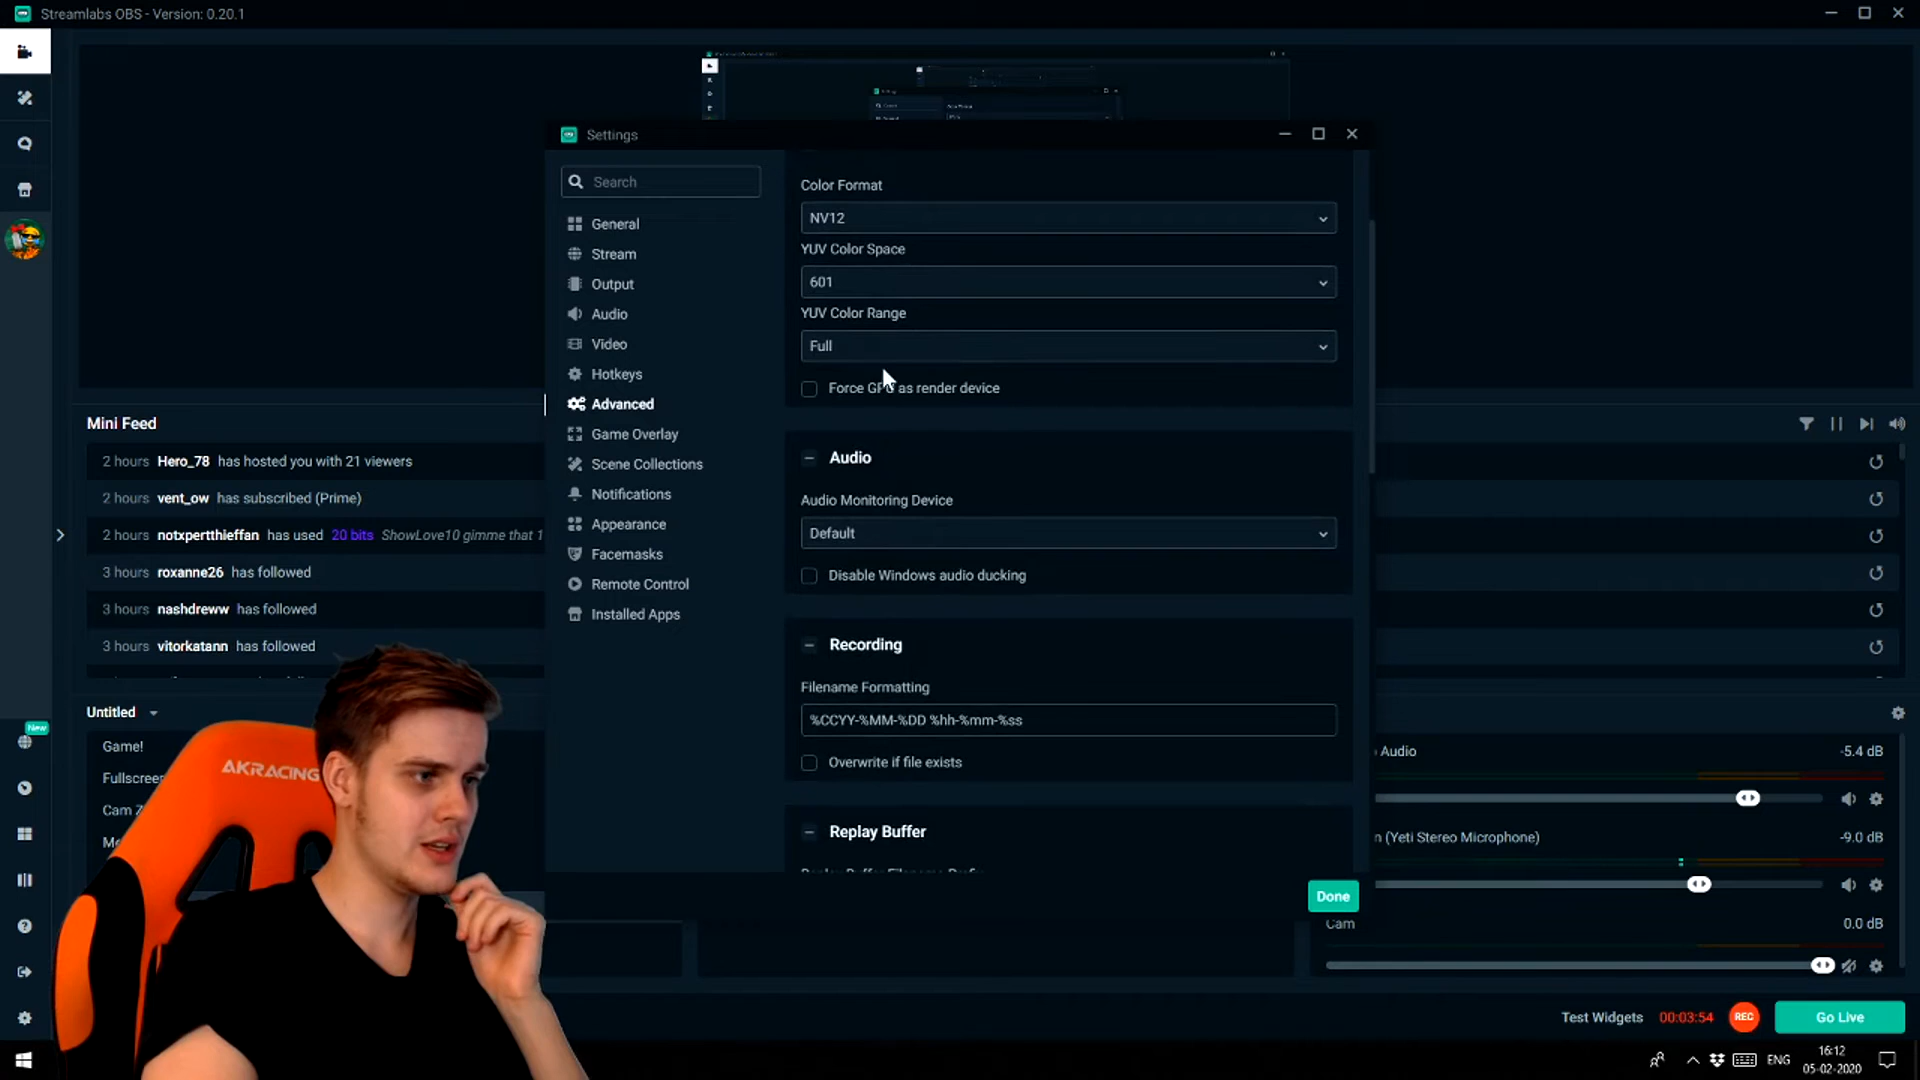 Streamlabs OBS - Version: 0.20.1
Settings
Search
General
Stream
Output
Audio
Video
Hotkeys
Advanced
Game Overlay
Scene Collections
Notifications
Appearance
Facemasks
Remote Control
Installed Apps
Color Format
NV12
YUV Color Space
601
YUV Color Range
Full
Force GPU as render device
Audio
Audio Monitoring Device
Default
Disable Windows audio ducking
Recording
Filename Formatting
%CCYY-%MM-%DD %hh-%mm-%ss
Overwrite if file exists
Replay Buffer
Replay Buffer Filename Prefix
Done
Mini Feed
2 hours Hero_78 has hosted you with 21 viewers
2 hours vent_ow has subscribed (Prime)
2 hours notxpertthieffan has used 20 bits ShowLove10 gimme that 1
3 hours roxanne26 has followed
3 hours nashdreww has followed
3 hours vitorkatann has followed
New
Untitled
Game!
Fullscreen
Cam
AKRACING
Audio
-5.4 dB
(Yeti Stereo Microphone)
-9.0 dB
Cam
0.0 dB
Test Widgets
00:03:54
REC
Go Live
ENG
16:12
05-02-2020